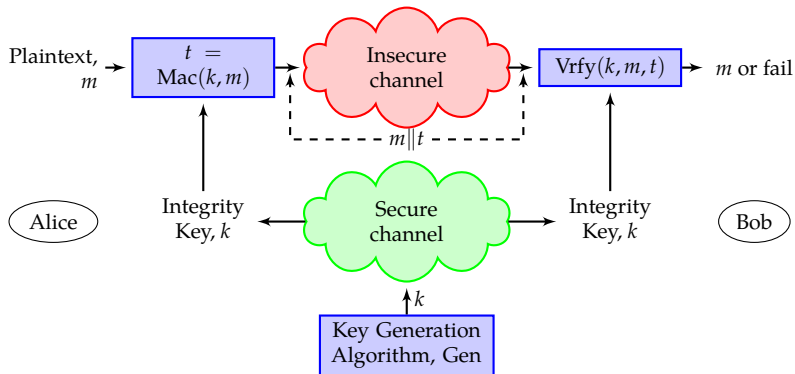 Plaintext,
m
t =
Mac(k, m)
Insecure
channel
Vrfy(k, m, t)
m or fail
m∥t
Alice
Integrity
Key, k
Secure
channel
Integrity
Key, k
Bob
k
Key Generation
Algorithm, Gen